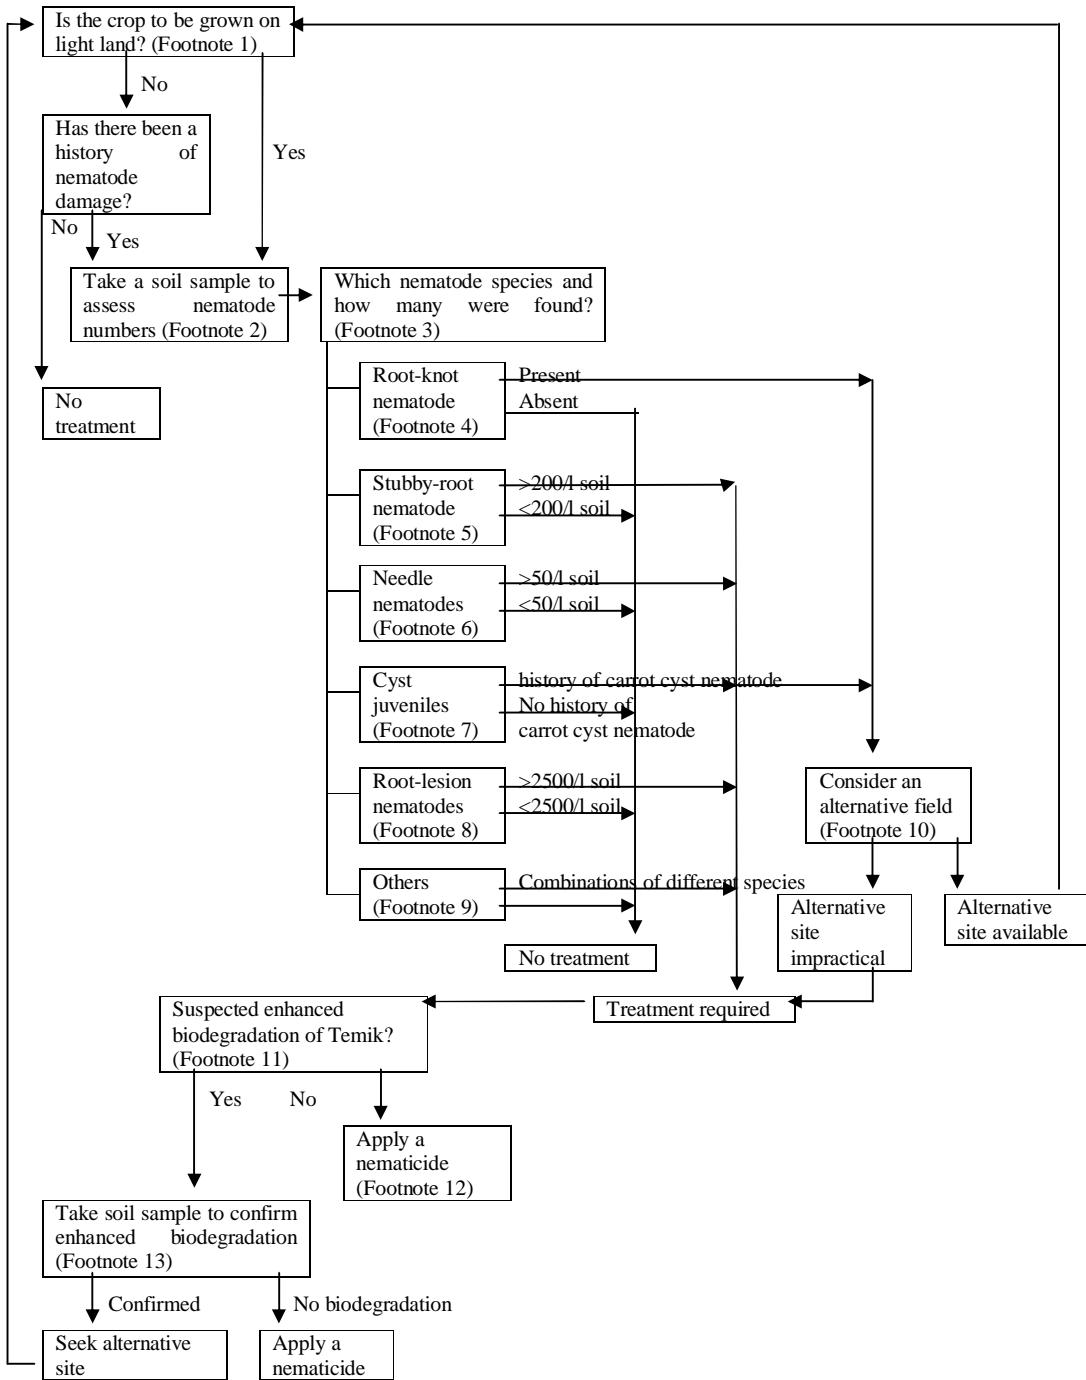 Is the crop to be grown on
light land? (Footnote 1)
No
Has there been a
history of
nematode
damage?
Yes
No
Yes
Take a soil sample to
assess nematode
numbers (Footnote 2)
Which nematode species and
how many were found?
(Footnote 3)
No
treatment
Root-knot
nematode
(Footnote 4)
Present
Absent
Stubby-root
nematode
(Footnote 5)
>200/l soil
<200/l soil
Needle
nematodes
(Footnote 6)
>50/l soil
<50/l soil
Cyst
juveniles
(Footnote 7)
history of carrot cyst nematode
No history of
carrot cyst nematode
Root-lesion
nematodes
(Footnote 8)
>2500/l soil
<2500/l soil
Others
(Footnote 9)
Combinations of different species
Consider an
alternative field
(Footnote 10)
Alternative
site
impractical
Alternative
site available
No treatment
Treatment required
Suspected enhanced
biodegradation of Temik?
(Footnote 11)
Yes
No
Apply a
nematicide
(Footnote 12)
Take soil sample to confirm
enhanced biodegradation
(Footnote 13)
Confirmed
No biodegradation
Seek alternative
site
Apply a
nematicide